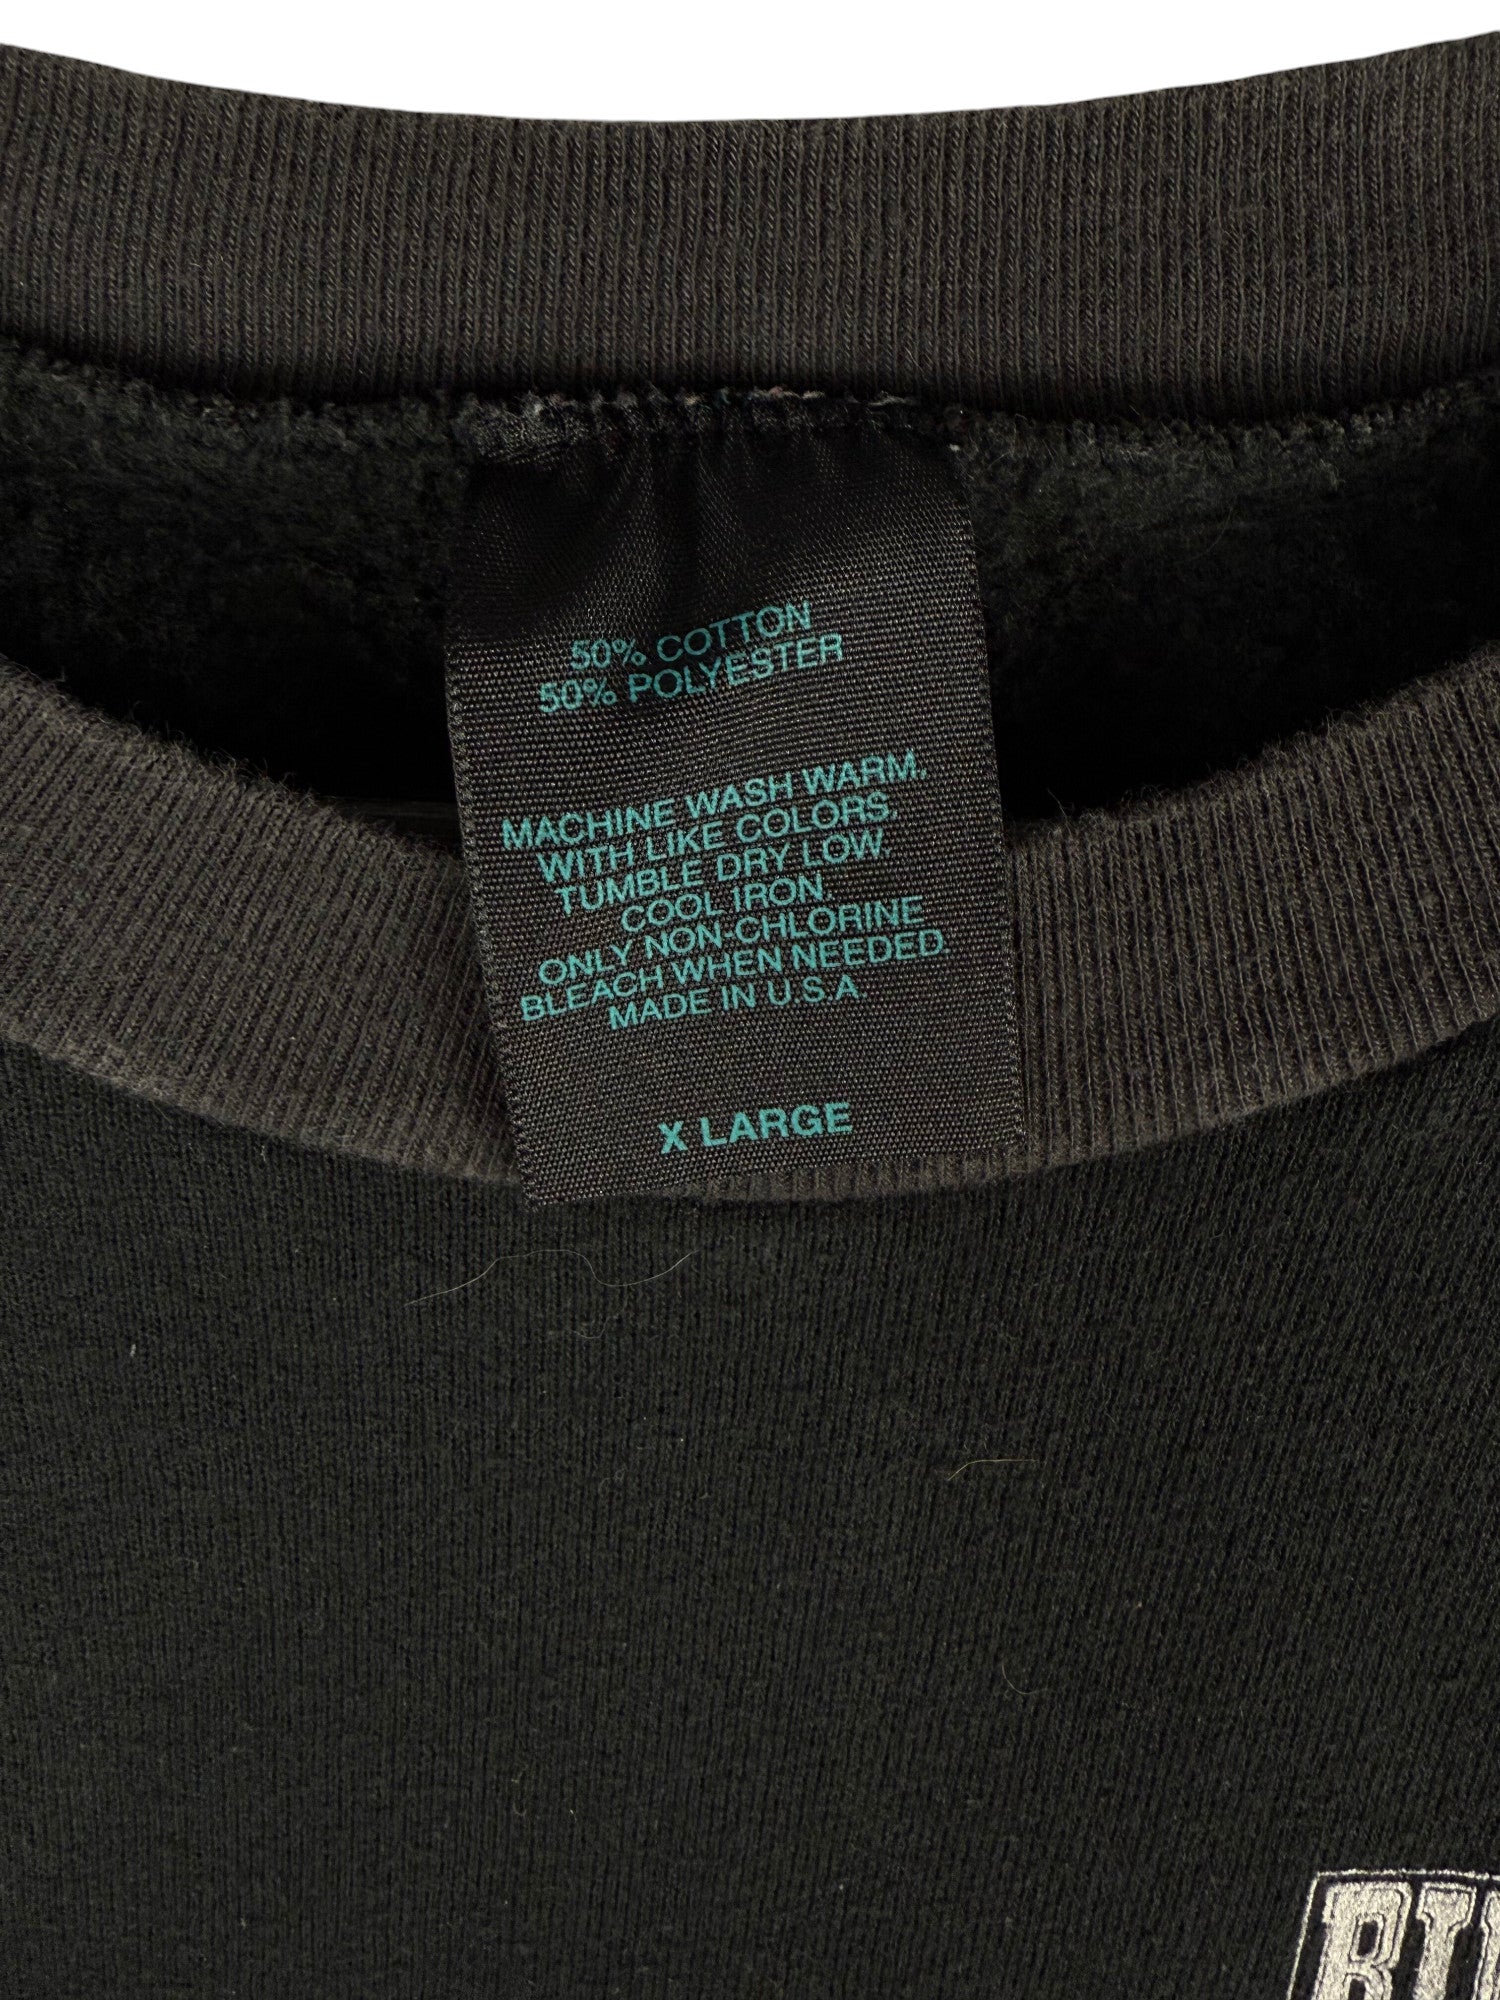 50% COTTON
50% POLYESTER
MACHINE WASH WARM,
WITH LIKE COLORS.
TUMBLE DRY LOW.
COOL IRON.
ONLY NON-CHLORINE
BLEACH WHEN NEEDED
MADE IN U.S.A.
X LARGE